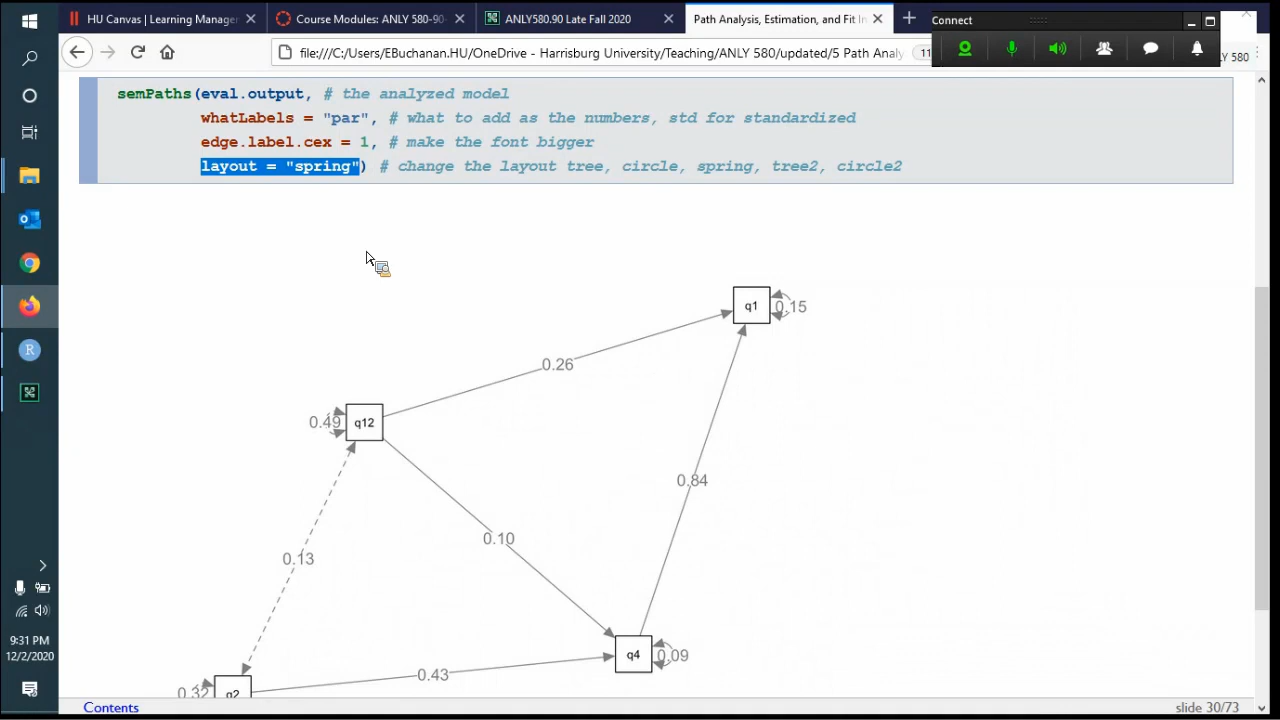 HU Canvas | Learning Manager
Course Modules: ANLY 580-90-
ANLY580.90 Late Fall 2020
Path Analysis, Estimation, and Fit In
Connect
file:///C:/Users/EBuchanan.HU/OneDrive - Harrisburg University/Teaching/ANLY 580/updated/5 Path Analy
11
LY 580
semPaths(eval.output, # the analyzed model
whatLabels = "par", # what to add as the numbers, std for standardized
edge.label.cex = 1, # make the font bigger
layout = "spring") # change the layout tree, circle, spring, tree2, circle2
q1
0.15
0.26
0.49
q12
0.84
0.10
0.13
q4
0.09
0.43
0.32
q2
9:31 PM
12/2/2020
Contents
slide 30/73